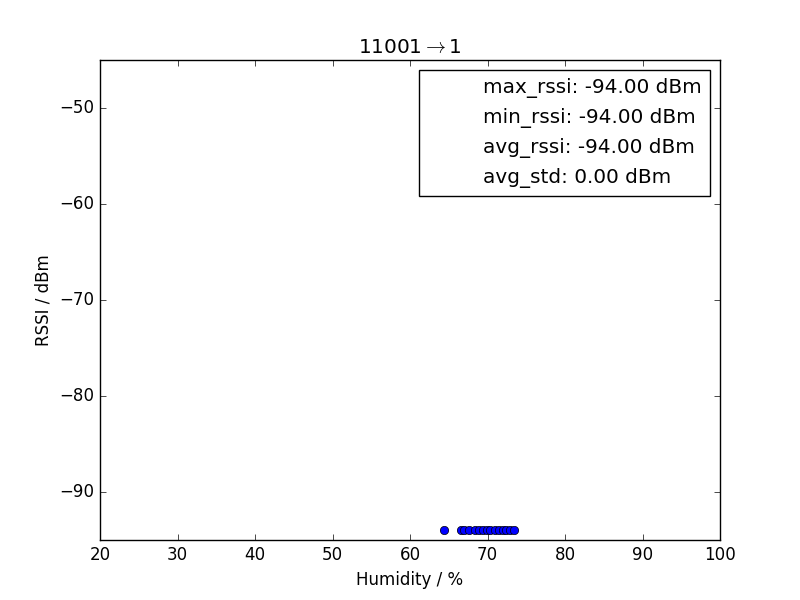 11001→1
max_rssi: -94.00 dBm
min_rssi: -94.00 dBm
avg_rssi: -94.00 dBm
avg_std: 0.00 dBm
−50
−60
−70
−80
−90
RSSI / dBm
20 30 40 50 60 70 80 90 100
Humidity / %